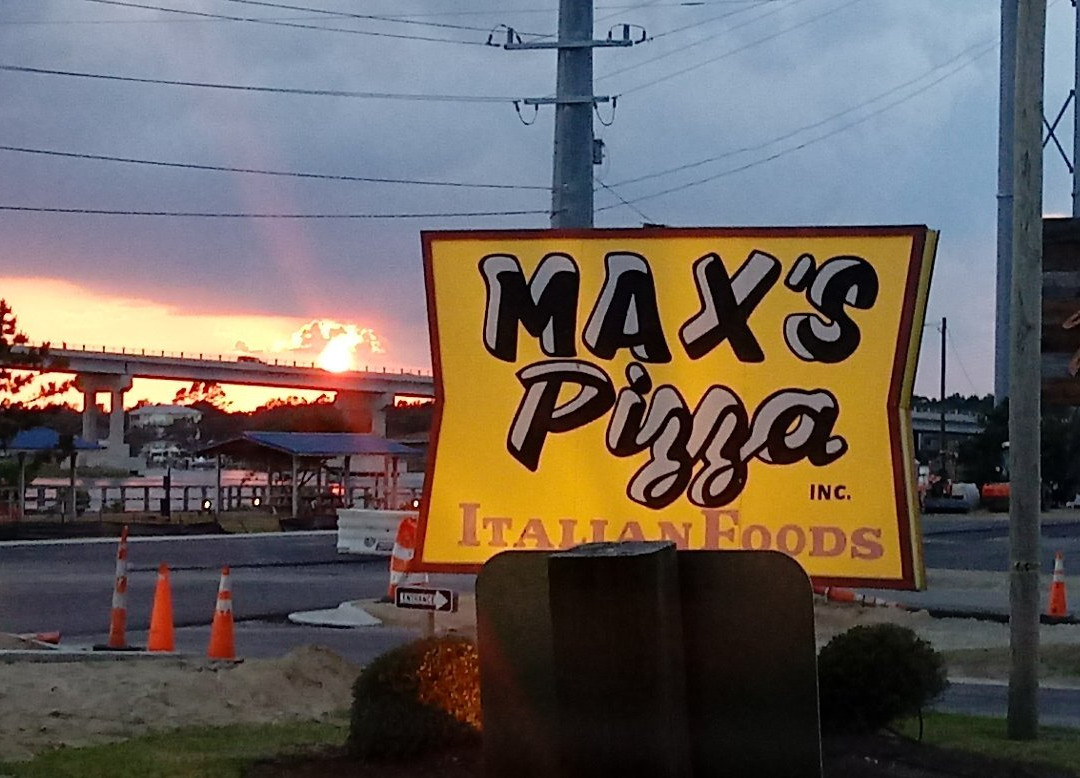 MAX'S
Pizza
INC.
ITALIAN FOODS
ENTRANCE